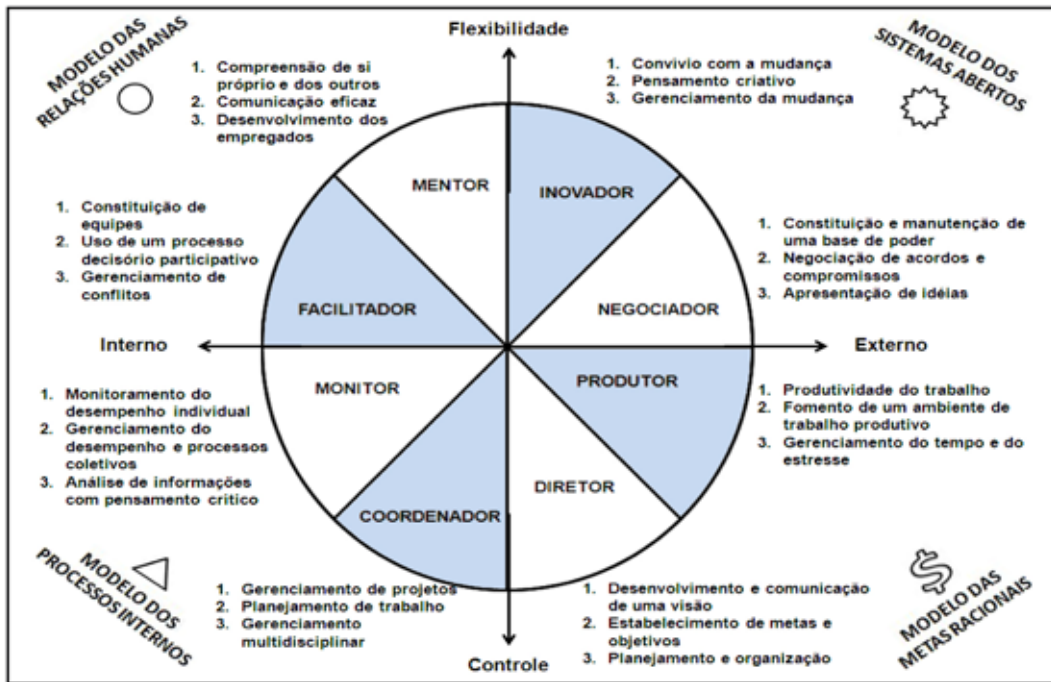 Flexibilidade
MODELO DAS
RELAÇÕES HUMANAS
1. Compreensão de si
próprio e dos outros
2. Comunicação eficaz
3. Desenvolvimento dos
empregados
1. Convivio com a mudança
2. Pensamento criativo
3. Gerenciamento da mudança
MODELO DOS
SISTEMAS ABERTOS
MENTOR
INOVADOR
1. Constituição de
equipes
2. Uso de um processo
decisório participativo
3. Gerenciamento de
conflitos
FACILITADOR
NEGOCIADOR
1. Constituição e manutenção de
uma base de poder
2. Negociação de acordos e
compromissos
3. Apresentação de idéias
Interno
Externo
1. Monitoramento do
desempenho individual
2. Gerenciamento do
desempenho e processos
coletivos
3. Análise de informações
com pensamento critico
MONITOR
PRODUTOR
1. Produtividade do trabalho
2. Fomento de um ambiente de
trabalho produtivo
3. Gerenciamento do tempo e do
estresse
COORDENADOR
DIRETOR
MODELO DOS
PROCESSOS INTERNOS
1. Gerenciamento de projetos
2. Planejamento de trabalho
3. Gerenciamento
multidisciplinar
1. Desenvolvimento e comunicação
de uma visão
2. Estabelecimento de metas e
objetivos
3. Planejamento e organização
$
MODELO DAS
METAS RACIONAIS
Controle